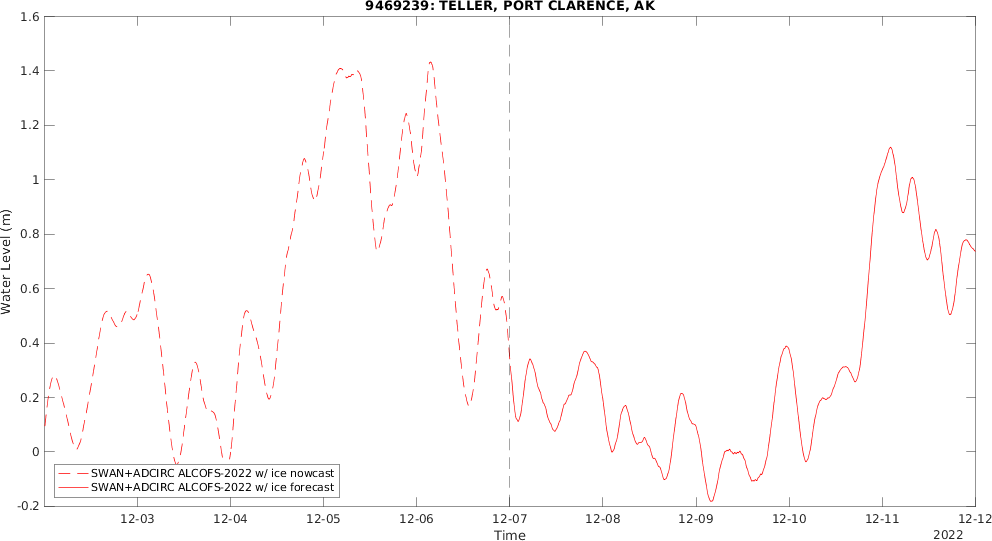 9469239: TELLER, PORT CLARENCE, AK
Water Level (m)
1.6
1.4
1.2
1
0.8
0.6
0.4
0.2
0
-0.2
SWAN+ADCIRC ALCOFS-2022 w/ ice nowcast
SWAN+ADCIRC ALCOFS-2022 w/ ice forecast
12-03 12-04 12-05 12-06 12-07 12-08 12-09 12-10 12-11 12-12
Time
2022